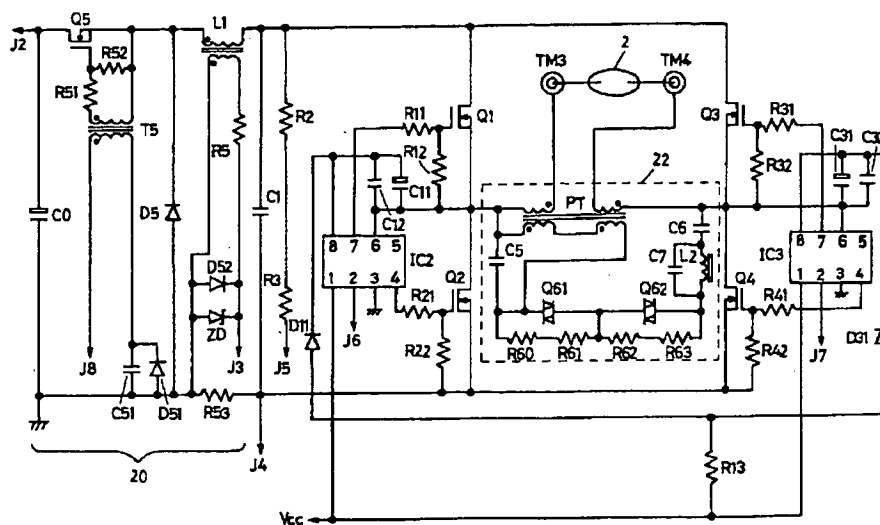 Q5 L1 2
J2 TM3 TM4
R52
R51 T5 R2 R11 Q1 Q3 R31 C31 C32
R5 R12 R32
22
C0 D5 C1 C11 PT
C12 C6
8 7 6 5 IC2 C5 C7 L2 IC3 8 7 6 5
1 2 3 4 Q2 Q4 1 2 3 4
D52 R3 Q61 Q62 R41
R21
ZD D11 J6 R60 R61 R62 R63 J7 D31
J8 J3 J5 R22 R42
C51 D51 R53
J4
20 R13
Vcc